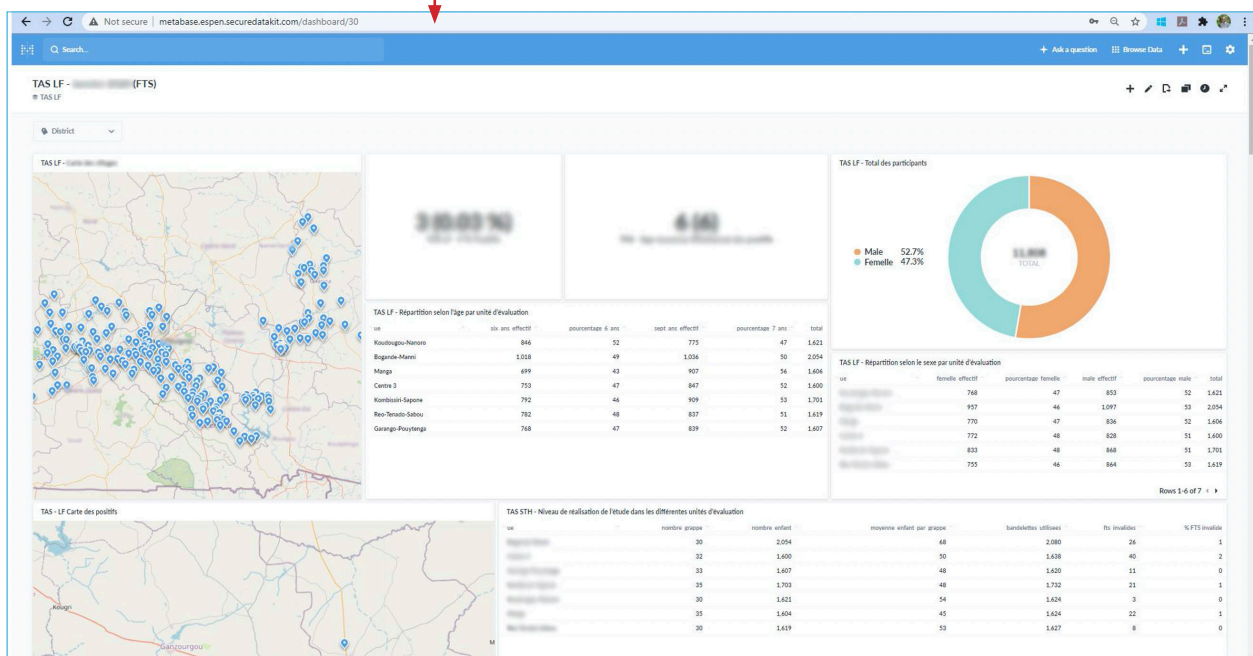 Not secure | metabase.espen.securedatakit.com/dashboard/30
Search...
Ask a question
Browse Data
TAS LF - (FTS)
TAS LF
District
TAS LF -
TAS LF - Répartition selon l'âge par unité d'évaluation
ue six ans effectif pourcentage 6 ans sept ans effectif pourcentage 7 ans total
Koudougou-Nanoro 846 52 775 47 1,621
Bogande-Manni 1,018 49 1,036 50 2,054
Manga 699 43 907 56 1,606
Centre 3 753 47 847 52 1,600
Kombissiri-Sapone 792 46 909 53 1,701
Reo-Tenado-Sabou 782 48 837 51 1,619
Garango-Pouytenga 768 47 839 52 1,607
TAS LF - Total des participants
Male 52.7%
Femelle 47.3%
TOTAL
TAS LF - Répartition selon le sexe par unité d'évaluation
ue femelle effectif pourcentage femelle male effectif pourcentage male total
768 47 853 52 1,621
957 46 1,097 53 2,054
770 47 836 52 1,606
772 48 828 51 1,600
833 48 868 51 1,701
755 46 864 53 1,619
Rows 1-6 of 7
TAS - LF Carte des positifs
Kougri
Ganzourgou
M
TAS STH - Niveau de réalisation de l'étude dans les différentes unités d'évaluation
ue nombre grappe nombre enfant moyenne enfant par grappe bandelettes utilisees fts invalides % FTS invalide
30 2,054 68 2,080 26 1
32 1,600 50 1,638 40 2
33 1,607 48 1,620 11 0
35 1,703 48 1,732 21 1
30 1,621 54 1,624 3 0
35 1,604 45 1,624 22 1
30 1,619 53 1,627 8 0